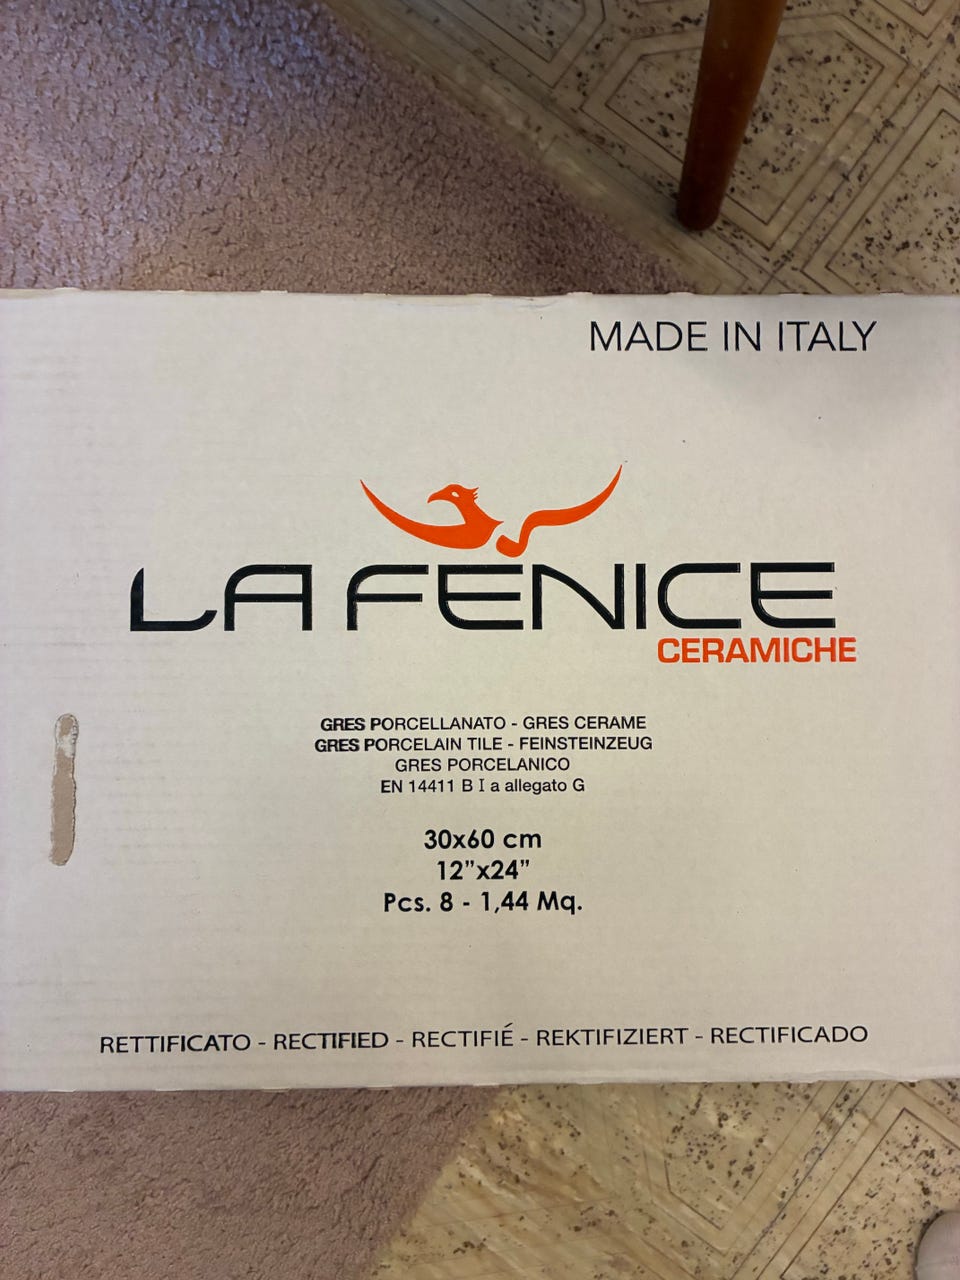 MADE IN ITALY
LA FENICE
CERAMICHE
GRES PORCELLANATO - GRES CERAME
GRES PORCELAIN TILE - FEINSTEINZEUG
GRES PORCELANICO
EN 14411 B I a allegato G
30x60 cm
12”x24”
Pcs. 8 - 1,44 Mq.
RETTIFICATO - RECTIFIED - RECTIFIÉ - REKTIFIZIERT - RECTIFICADO